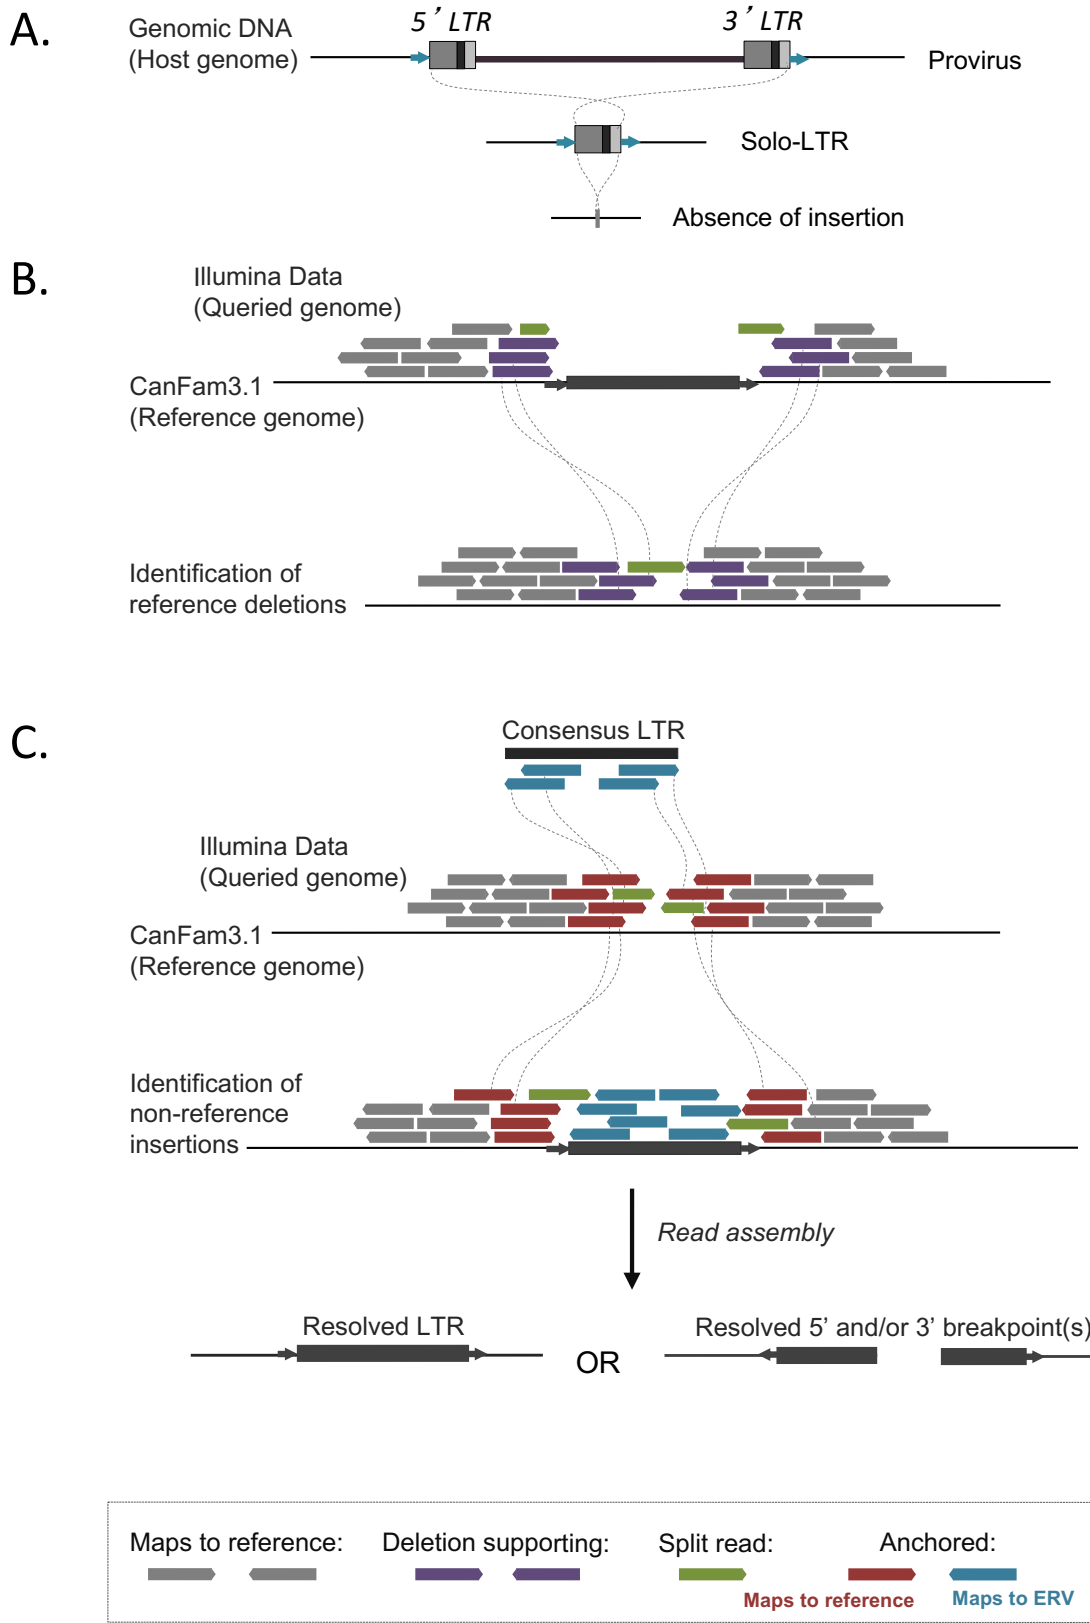 A.
Genomic DNA
(Host genome)
5’ LTR
3’ LTR
Provirus
Solo-LTR
Absence of insertion
B.
Illumina Data
(Queried genome)
CanFam3.1
(Reference genome)
Identification of
reference deletions
C.
Consensus LTR
Illumina Data
(Queried genome)
CanFam3.1
(Reference genome)
Identification of
non-reference
insertions
Read assembly
Resolved LTR
OR
Resolved 5’ and/or 3’ breakpoint(s)
Maps to reference:
Deletion supporting:
Split read:
Anchored:
Maps to reference
Maps to ERV